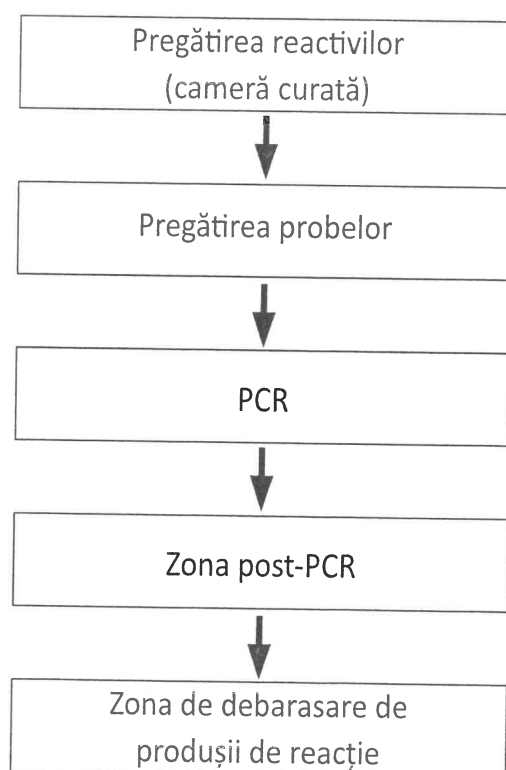 Pregătirea reactivilor
(cameră curată)
Pregătirea probelor
PCR
Zona post-PCR
Zona de debarasare de
produșii de reacție